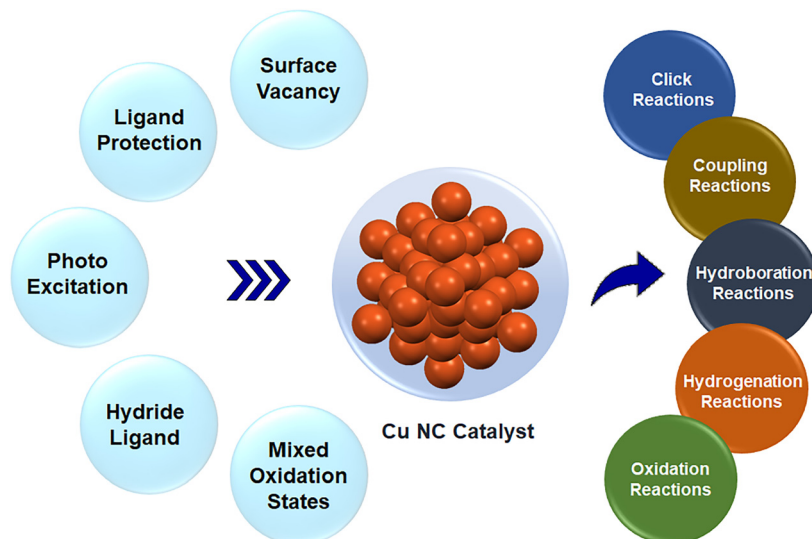 Surface
Vacancy
Ligand
Protection
Photo
Excitation
Hydride
Ligand
Mixed
Oxidation
States
Cu NC Catalyst
Click
Reactions
Coupling
Reactions
Hydroboration
Reactions
Hydrogenation
Reactions
Oxidation
Reactions